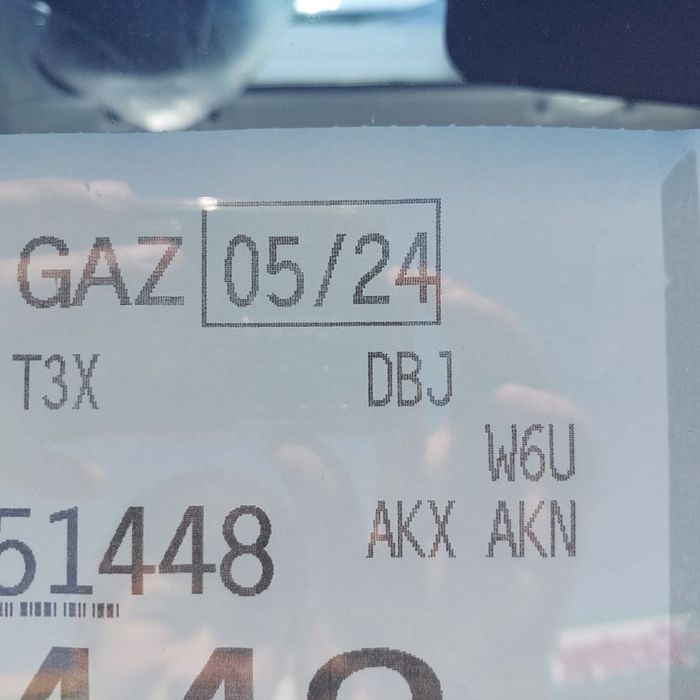 GAZ 05/24
T3X DBJ
W6U
51448 AKX AKN